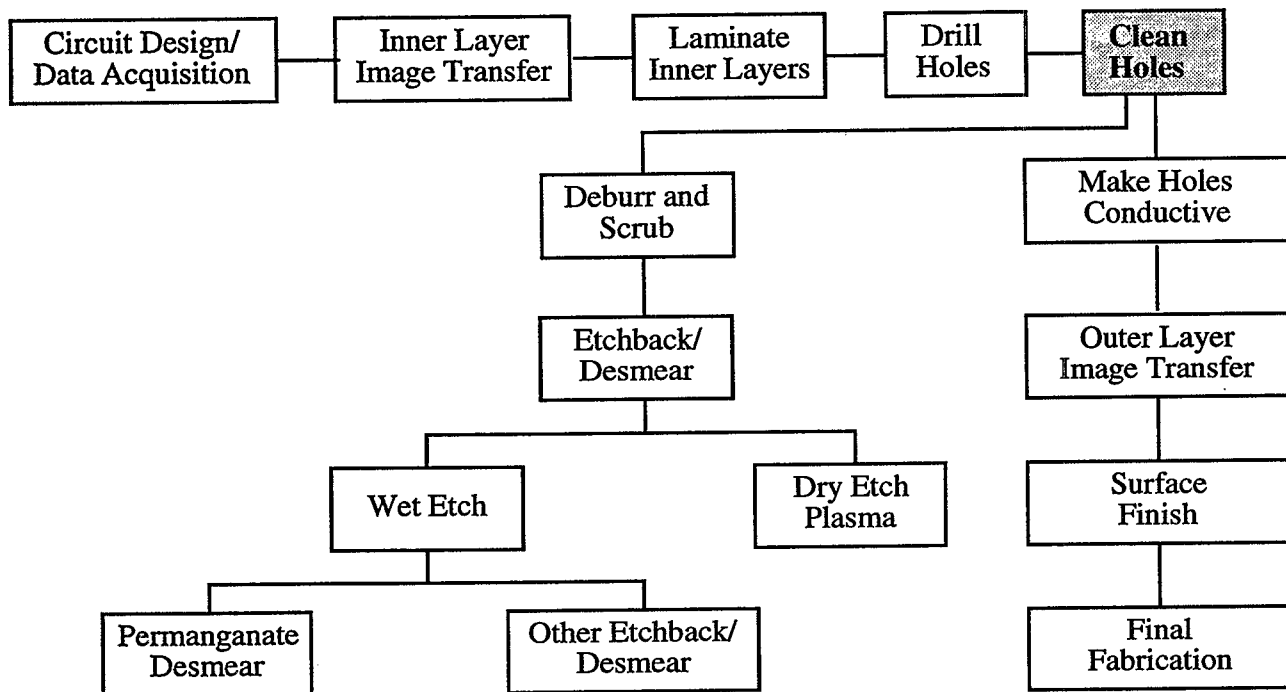 Circuit Design/
Data Acquisition
Inner Layer
Image Transfer
Laminate
Inner Layers
Drill
Holes
Clean
Holes
Deburr and
Scrub
Make Holes
Conductive
Etchback/
Desmear
Outer Layer
Image Transfer
Wet Etch
Dry Etch
Plasma
Surface
Finish
Permanganate
Desmear
Other Etchback/
Desmear
Final
Fabrication